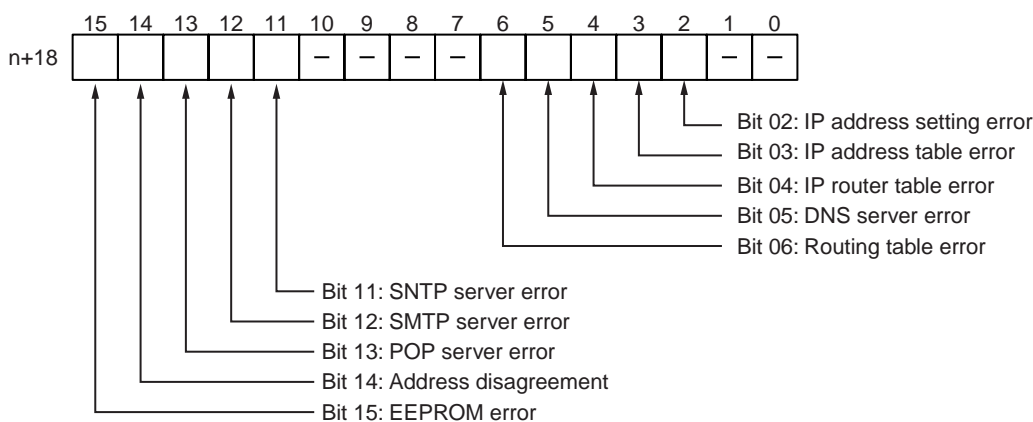 15 14 13 12 11 10 9 8 7 6 5 4 3 2 1 0
n+18 – – – – – –
Bit 02: IP address setting error
Bit 03: IP address table error
Bit 04: IP router table error
Bit 05: DNS server error
Bit 06: Routing table error
Bit 11: SNTP server error
Bit 12: SMTP server error
Bit 13: POP server error
Bit 14: Address disagreement
Bit 15: EEPROM error